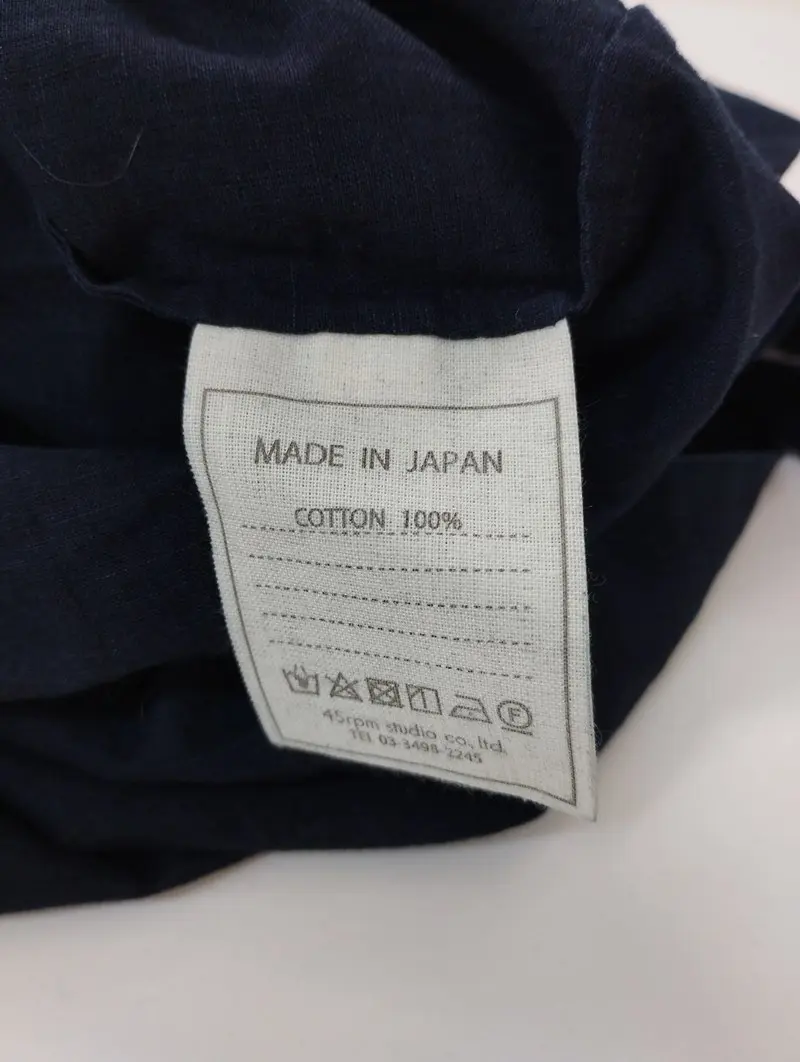 MADE IN JAPAN
COTTON 100%
F
45rpm studio co., ltd.
TEL 03-3498-2245